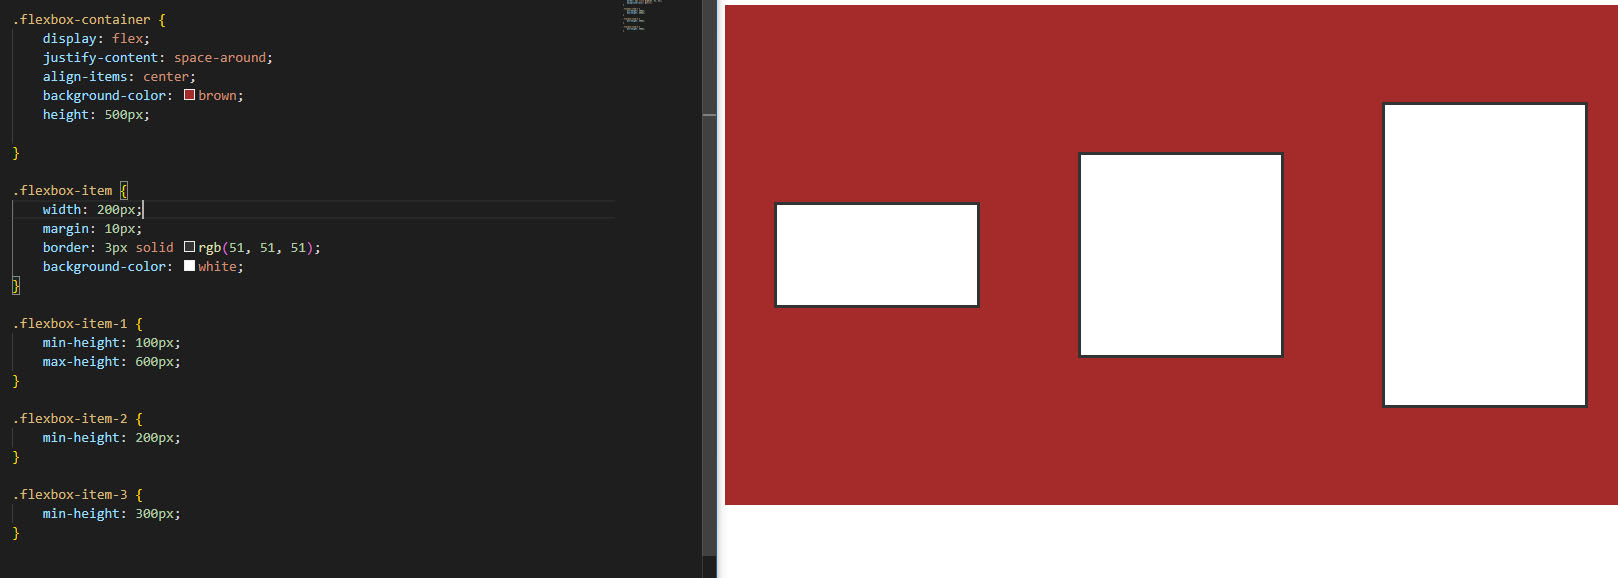 .flexbox-container {
display: flex;
justify-content: space-around;
align-items: center;
background-color: brown;
height: 500px;
}
.flexbox-item {
width: 200px;
margin: 10px;
border: 3px solid rgb(51, 51, 51);
background-color: white;
}
.flexbox-item-1 {
min-height: 100px;
max-height: 600px;
}
.flexbox-item-2 {
min-height: 200px;
}
.flexbox-item-3 {
min-height: 300px;
}